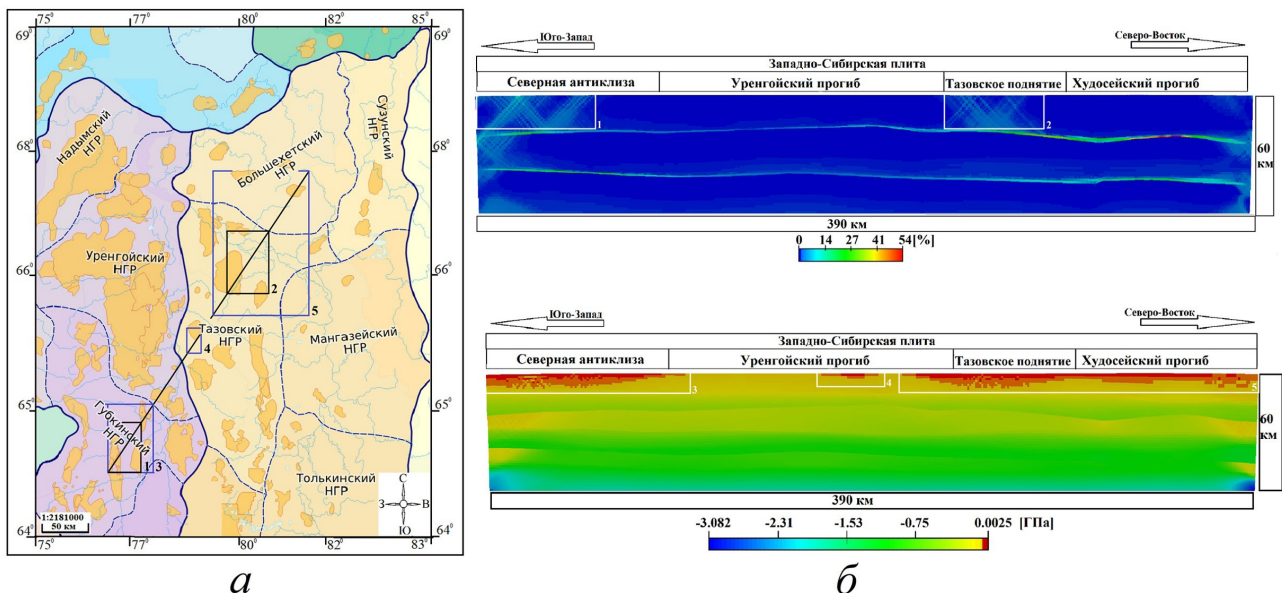 75° 77° 80° 82° 83°
69°
68°
66°
65°
64°
Надымский НГР
Большехетский НГР
Сузунский НГР
Уренгойский НГР
Тазовский НГР
Мангазейский НГР
Губкинский НГР
Толькинский НГР
2
5
4
1 3
1:2181000
50 км
С
З В
Ю
69°
68°
66°
65°
64°
75° 77° 80° 82° 83°
а
Юго-Запад
Северо-Восток
Западно-Сибирская плита
Северная антиклиза Уренгойский прогиб Тазовское поднятие Худосейский прогиб
1
2
60 км
390 км
0 14 27 41 54[%]
Юго-Запад
Северо-Восток
Западно-Сибирская плита
Северная антиклиза Уренгойский прогиб Тазовское поднятие Худосейский прогиб
3
4
5
60 км
390 км
-3.082 -2.31 -1.53 -0.75 0.0025 [ГПа]
б